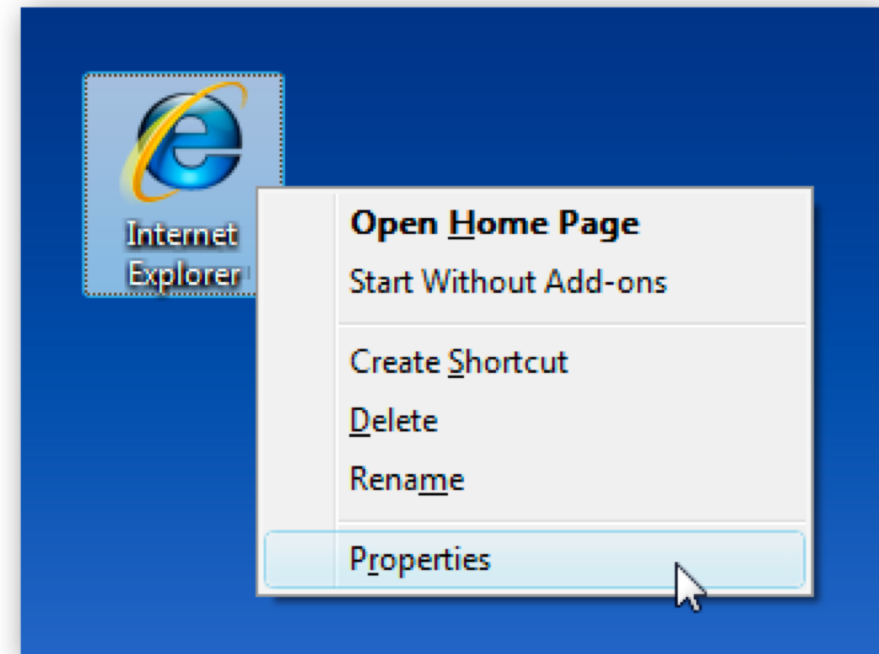 Internet
Explorer
Open Home Page
Start Without Add-ons
Create Shortcut
Delete
Rename
Properties